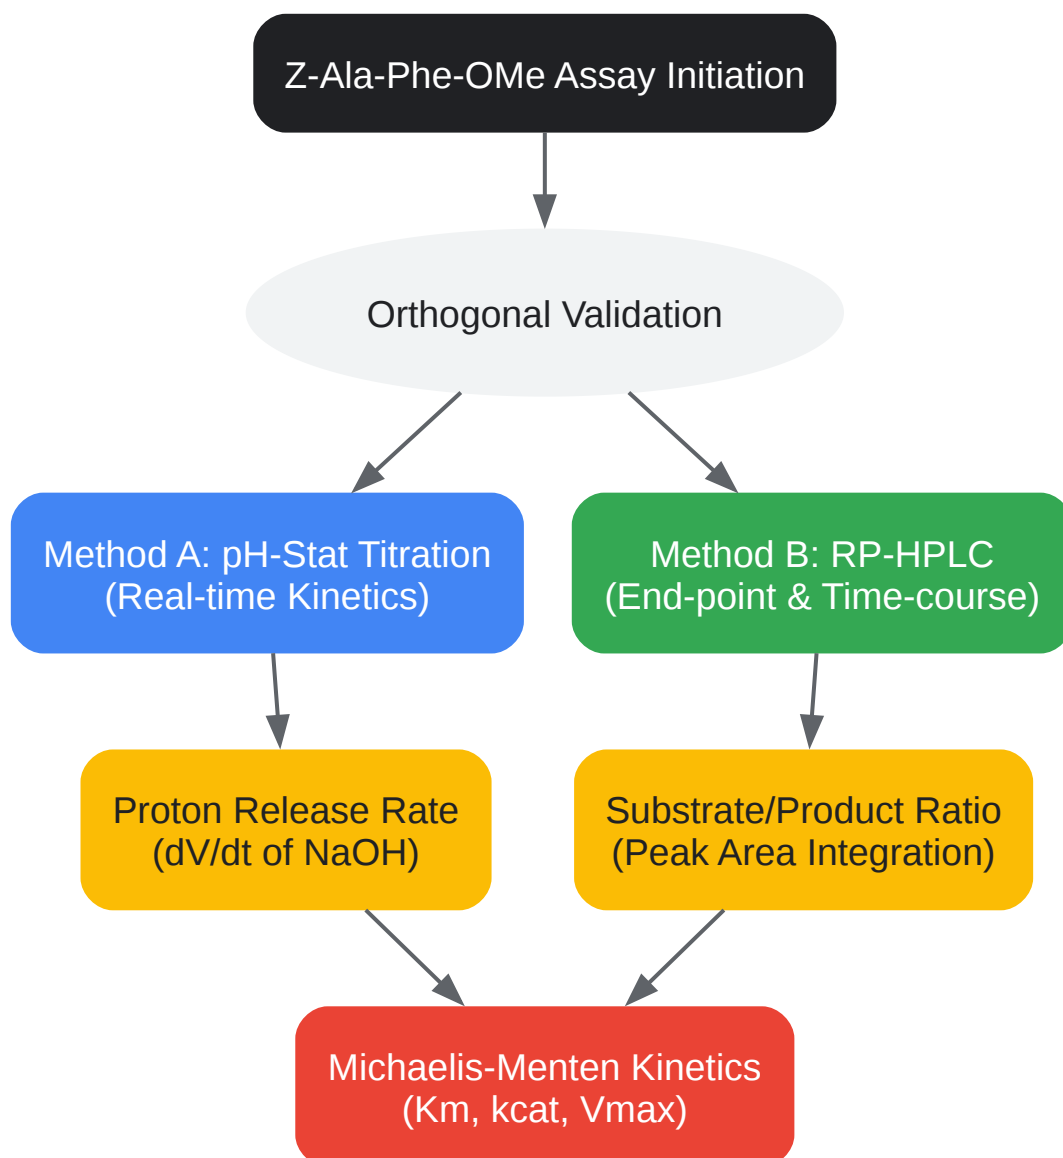 Z-Ala-Phe-OMe Assay Initiation
Orthogonal Validation
Method A: pH-Stat Titration
(Real-time Kinetics)
Method B: RP-HPLC
(End-point & Time-course)
Proton Release Rate
(dV/dt of NaOH)
Substrate/Product Ratio
(Peak Area Integration)
Michaelis-Menten Kinetics
(Km, kcat, Vmax)